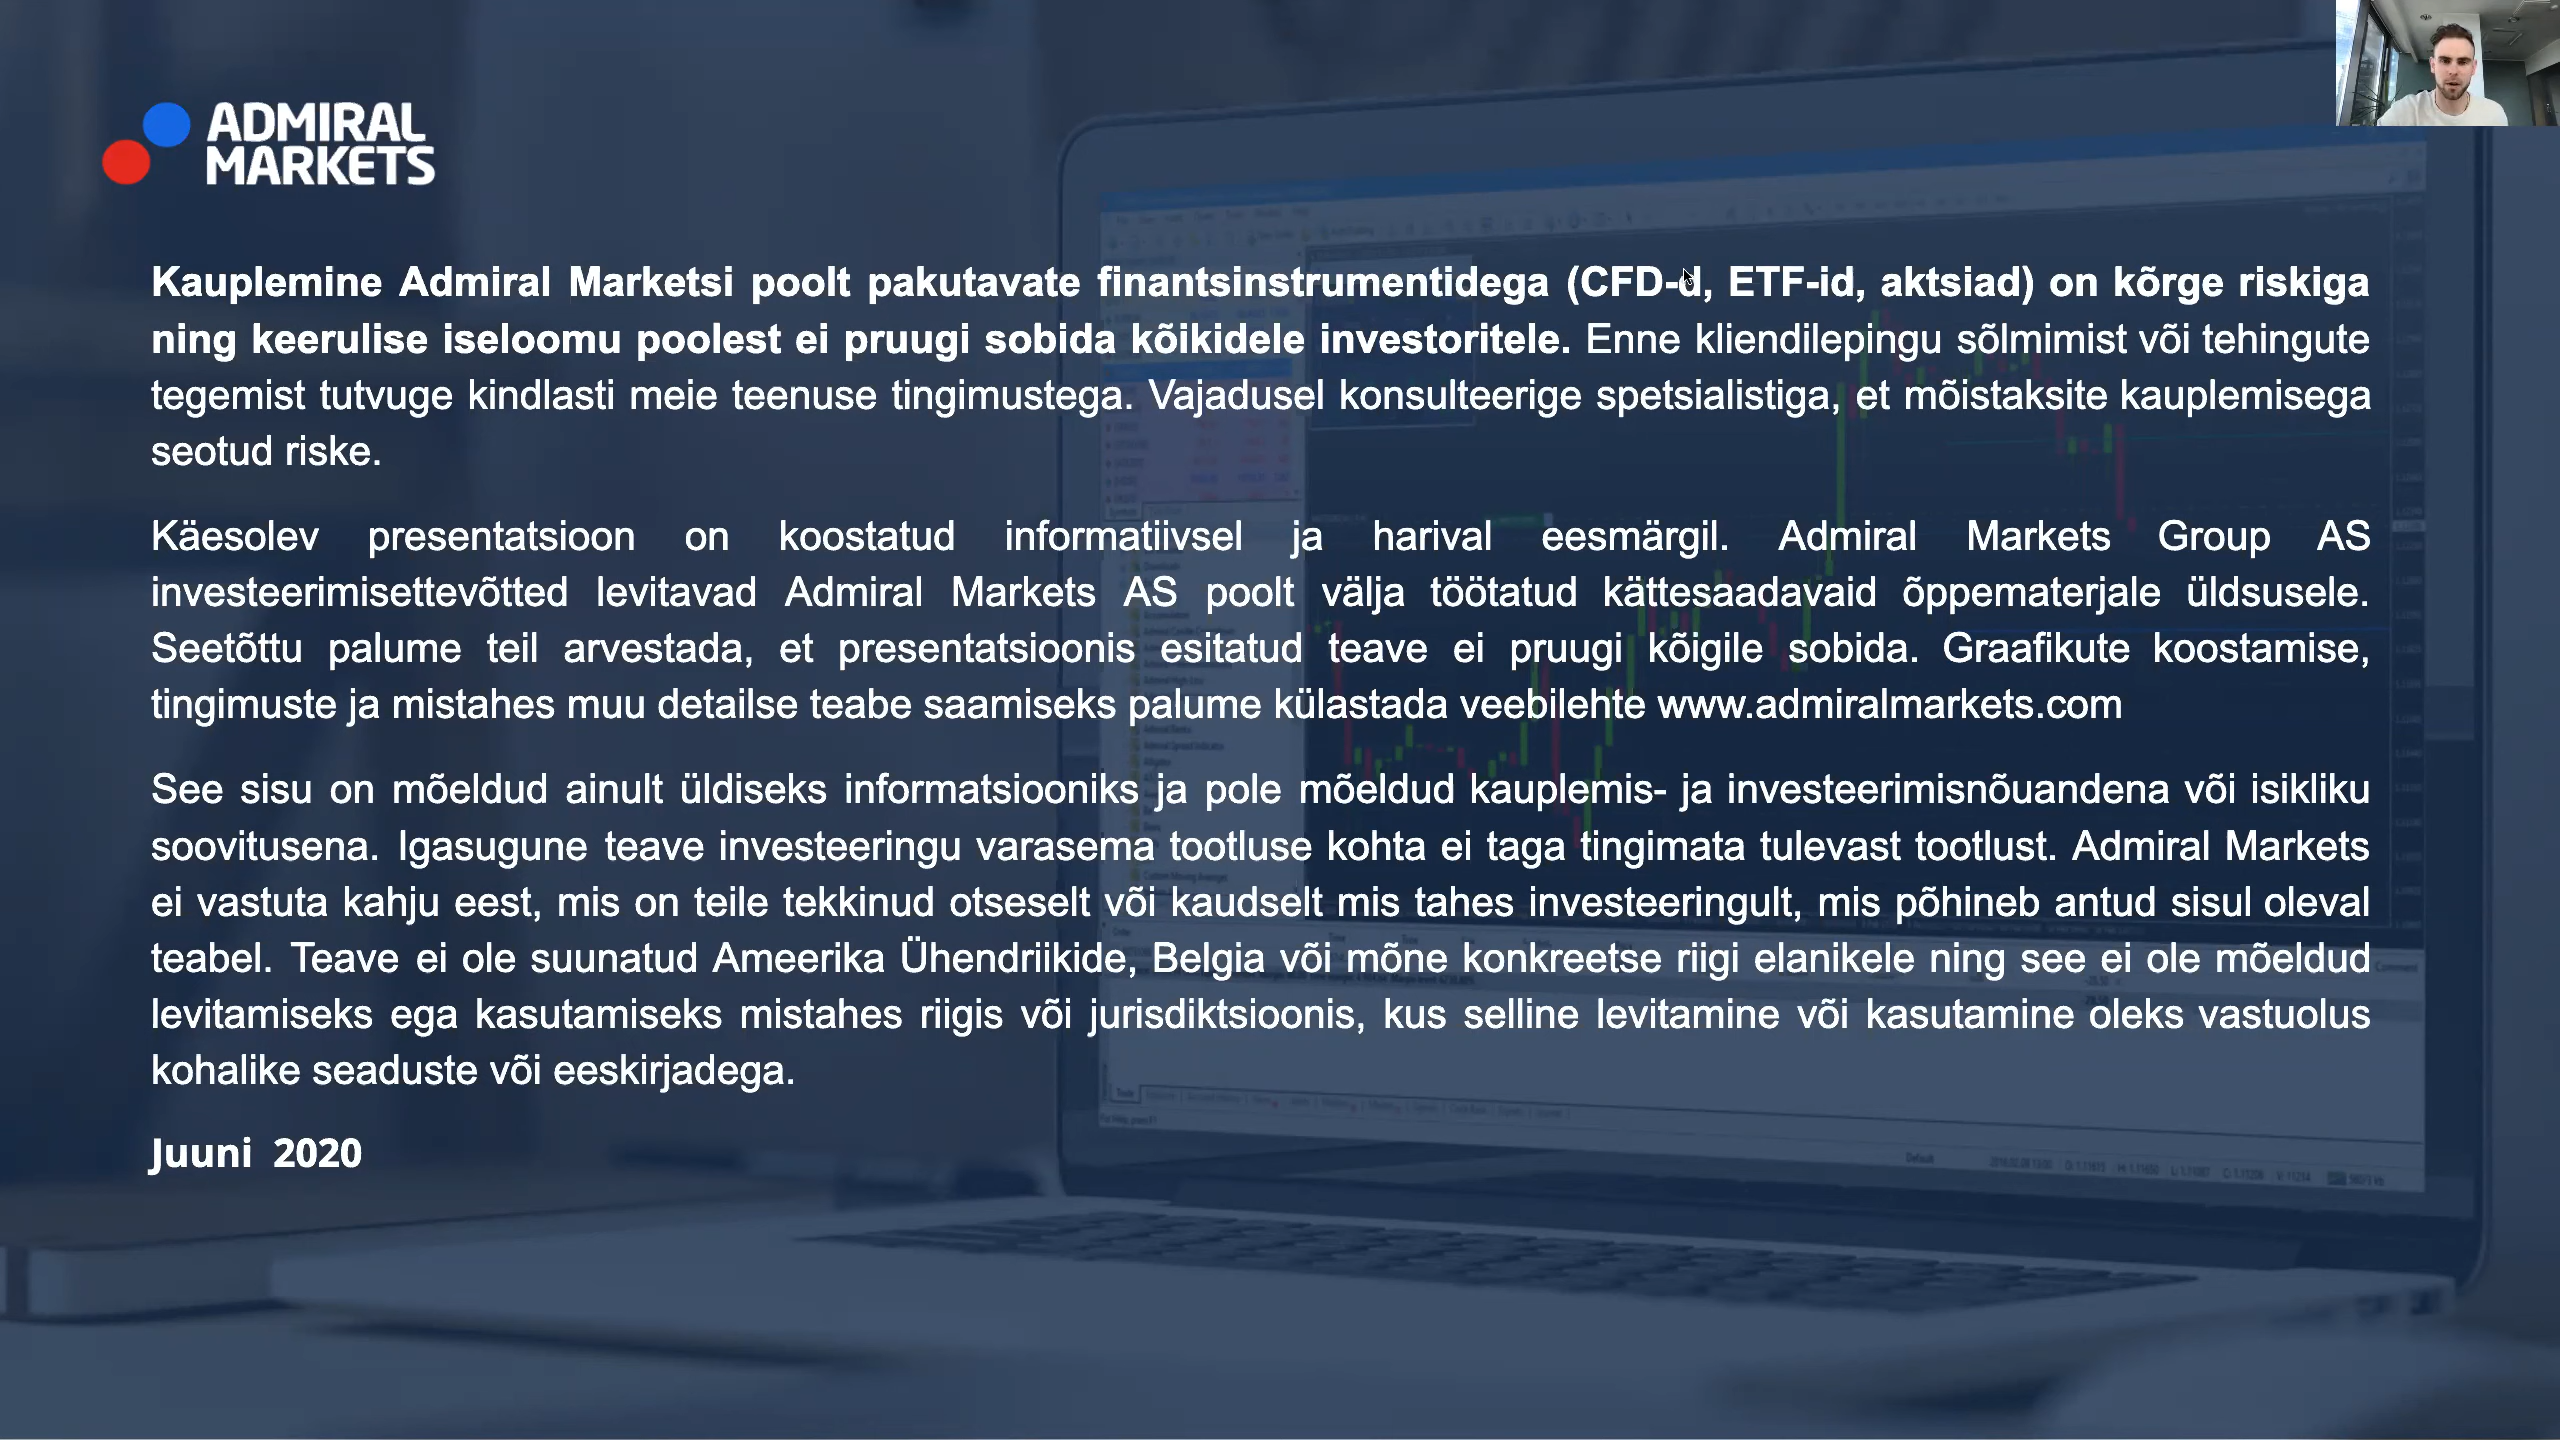 ADMIRAL
MARKETS
Kauplemine Admiral Marketsi poolt pakutavate finantsinstrumentidega (CFD-d, ETF-id, aktsiad) on kõrge riskiga
ning keerulise iseloomu poolest ei pruugi sobida kõikidele investoritele. Enne kliendilepingu sõlmimist või tehingute
tegemist tutvuge kindlasti meie teenuse tingimustega. Vajadusel konsulteerige spetsialistiga, et mõistaksite kauplemisega
seotud riske.
Käesolev presentatsioon on koostatud informatiivsel ja harival eesmärgil. Admiral Markets Group AS
investeerimisettevõtted levitavad Admiral Markets AS poolt välja töötatud kättesaadavaid õppematerjale üldsusele.
Seetõttu palume teil arvestada, et presentatsioonis esitatud teave ei pruugi kõigile sobida. Graafikute koostamise,
tingimuste ja mistahes muu detailse teabe saamiseks palume külastada veebilehte www.admiralmarkets.com
See sisu on mõeldud ainult üldiseks informatsiooniks ja pole mõeldud kauplemis- ja investeerimisnõuandena või isikliku
soovitusena. Igasugune teave investeeringu varasema tootluse kohta ei taga tingimata tulevast tootlust. Admiral Markets
ei vastuta kahju eest, mis on teile tekkinud otseselt või kaudselt mis tahes investeeringult, mis põhineb antud sisul oleval
teabel. Teave ei ole suunatud Ameerika Ühendriikide, Belgia või mõne konkreetse riigi elanikele ning see ei ole mõeldud
levitamiseks ega kasutamiseks mistahes riigis või jurisdiktsioonis, kus selline levitamine või kasutamine oleks vastuolus
kohalike seaduste või eeskirjadega.
Juuni 2020